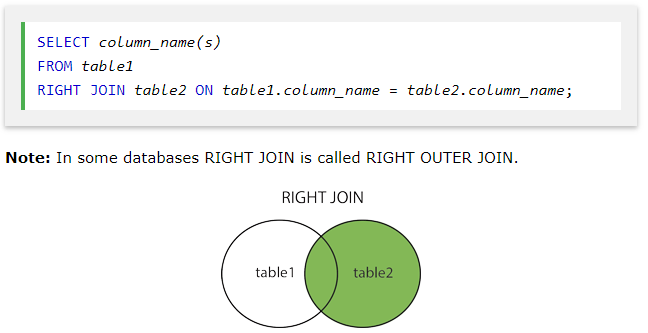 SELECT column_name(s)
FROM table1
RIGHT JOIN table2 ON table1.column_name = table2.column_name;
Note: In some databases RIGHT JOIN is called RIGHT OUTER JOIN.
RIGHT JOIN
table1 table2